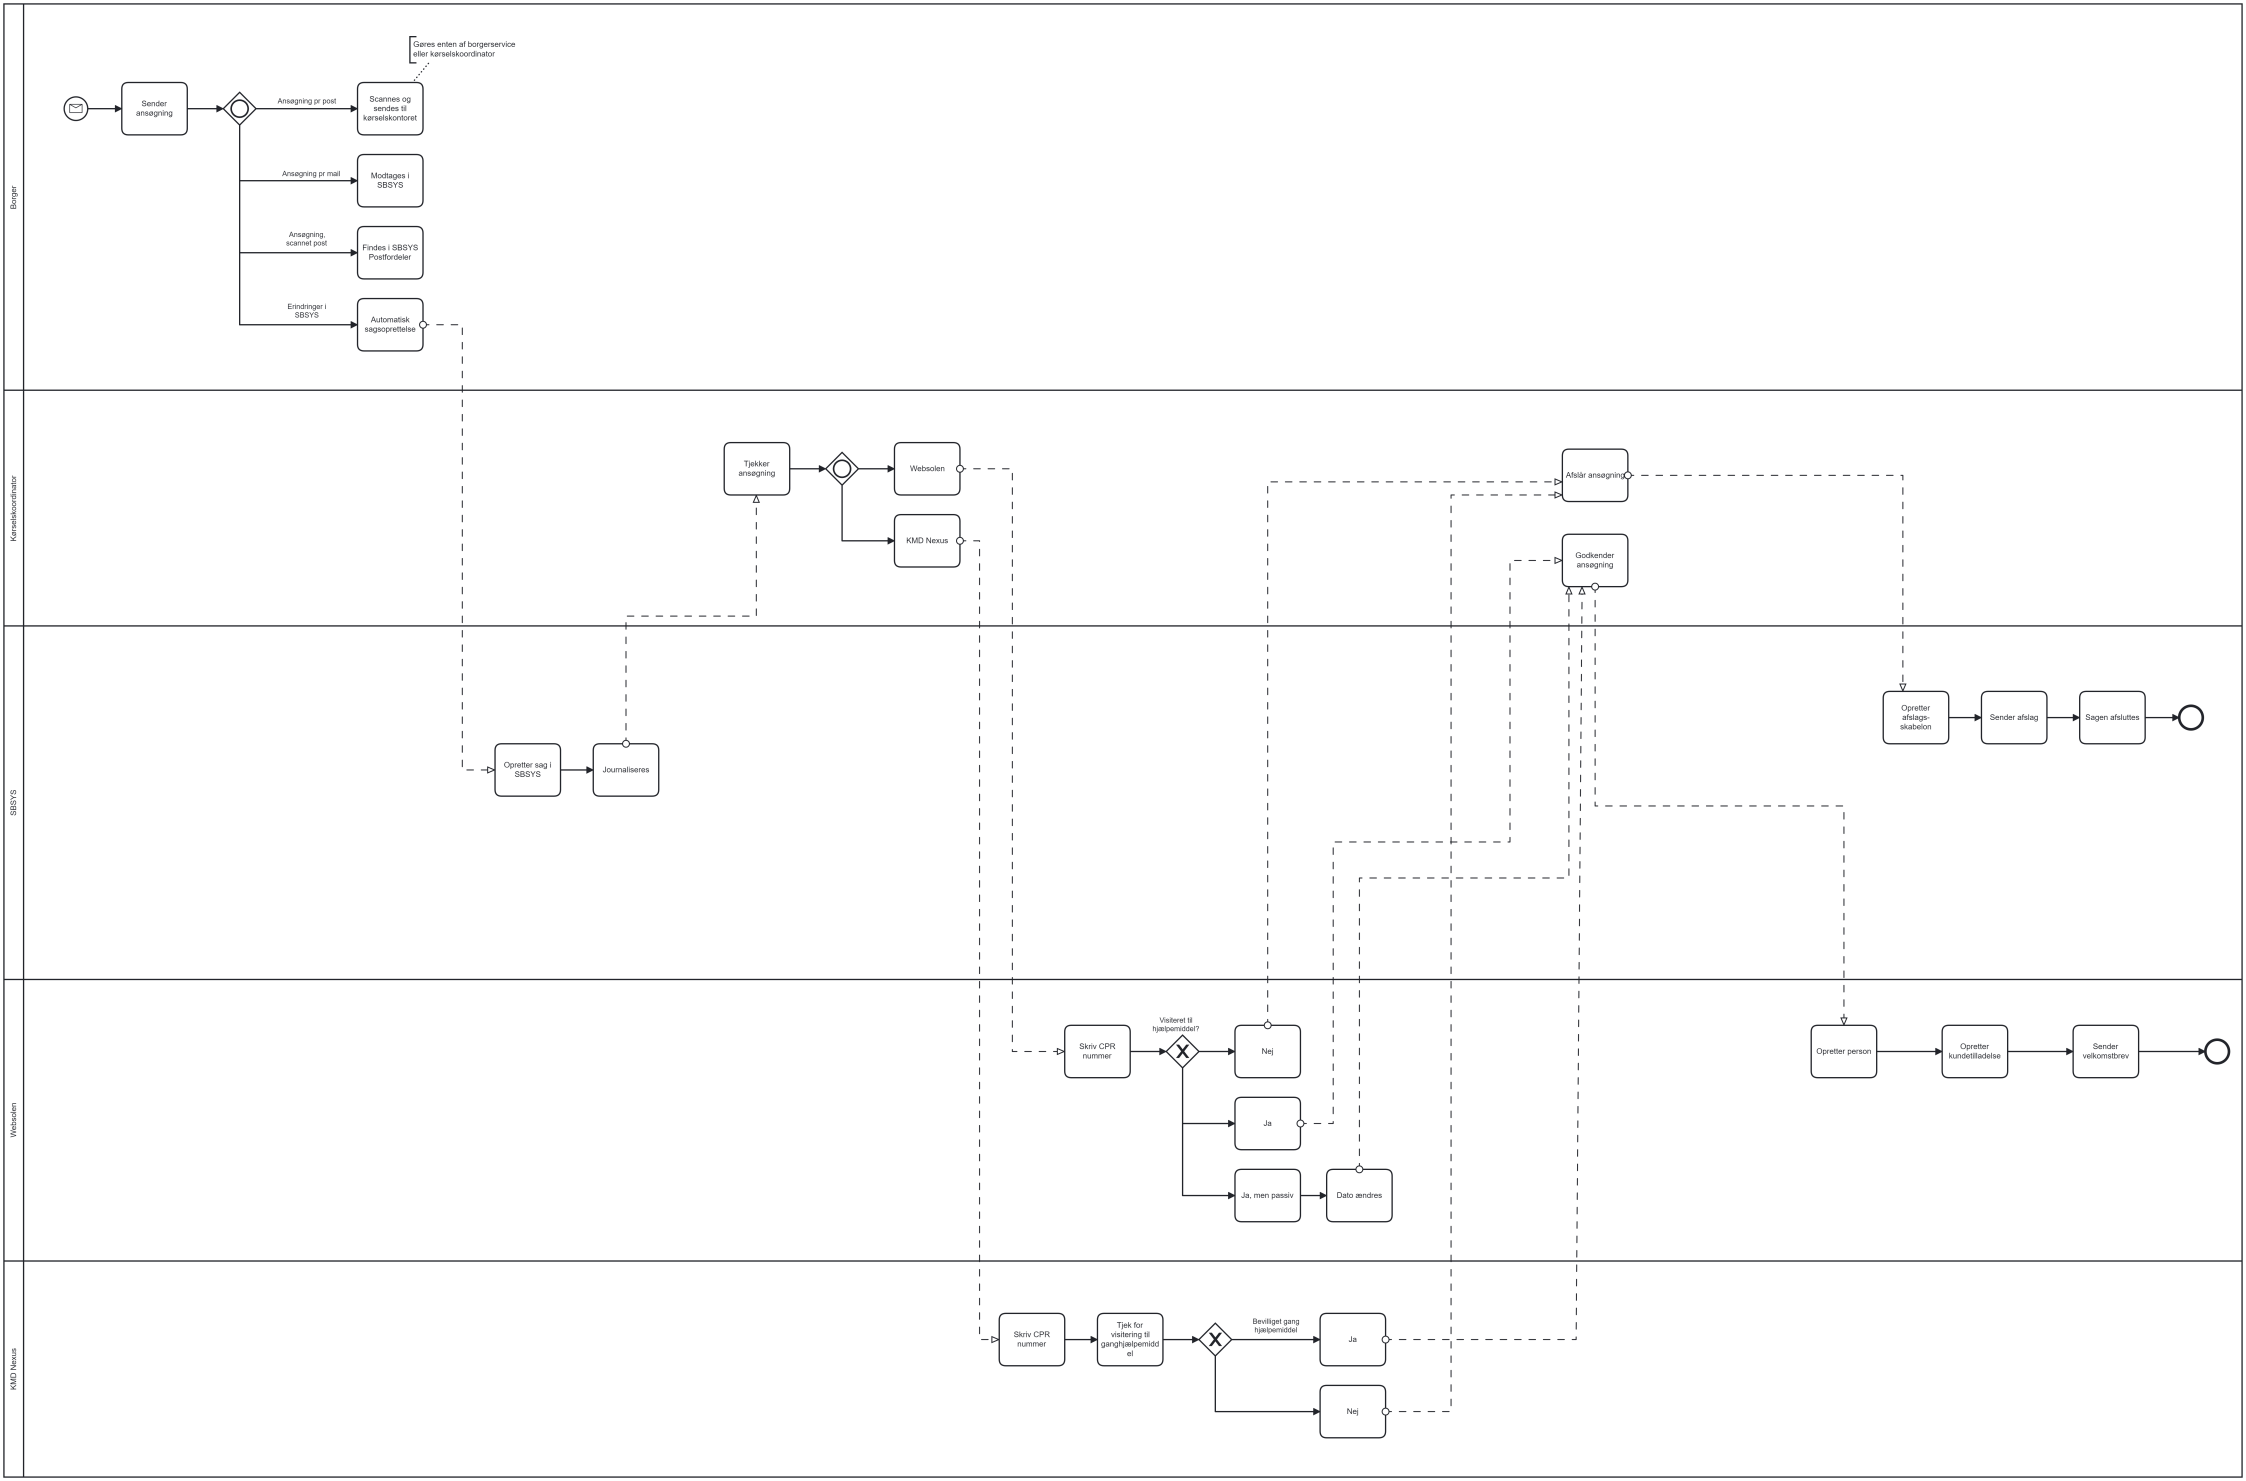 Borger
Gøres enten af borgerservice
eller kørselskoordinator
Sender
ansøgning
Ansøgning pr post
Scannes og
sendes til
kørselskontoret
Ansøgning pr mail
Modtages i
SBSYS
Ansøgning,
scannet post
Findes i SBSYS
Postfordeler
Erindringer i
SBSYS
Automatisk
sagsoprettelse
Kørselskoordinator
Tjekker
ansøgning
Websolen
KMD Nexus
Afslår ansøgning
Godkender
ansøgning
SBSYS
Opretter sag i
SBSYS
Journaliseres
Opretter
afslags-
skabelon
Sender afslag
Sagen afsluttes
Websolen
Skriv CPR
nummer
Visiteret til
hjælpemiddel?
Nej
Ja
Ja, men passiv
Dato ændres
Opretter person
Opretter
kundetilladelse
Sender
velkomstbrev
KMD Nexus
Skriv CPR
nummer
Tjek for
visitering til
ganghjælpemidd
el
Bevilliget gang
hjælpemiddel
Ja
Nej